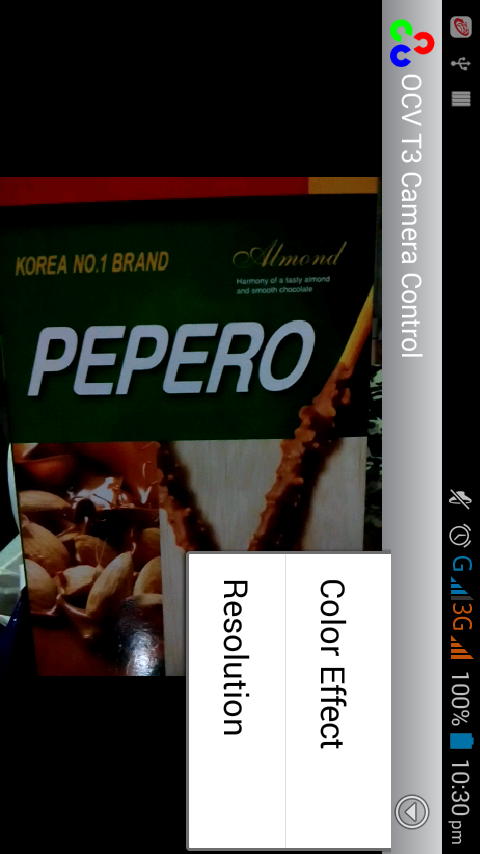 G 3G 100% 10:30 pm
OCV T3 Camera Control
Color Effect
Resolution
KOREA NO.1 BRAND
Almond
Harmony of a tasty almond
and smooth chocolate
PEPERO